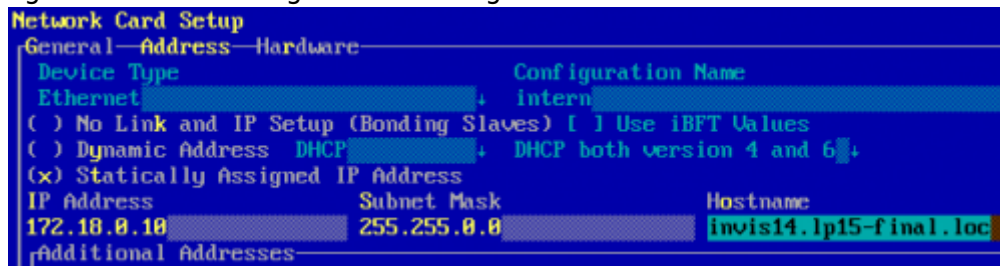 Network Card Setup
General—Address—Hardware
Device Type Configuration Name
Ethernet ↓ intern
( ) No Link and IP Setup (Bonding Slaves) [ ] Use iBFT Values
( ) Dynamic Address DHCP ↓ DHCP both version 4 and 6 ↓
(x) Statically Assigned IP Address
IP Address Subnet Mask Hostname
172.18.0.10 255.255.0.0 invis14.lp15-final.loc
Additional Addresses